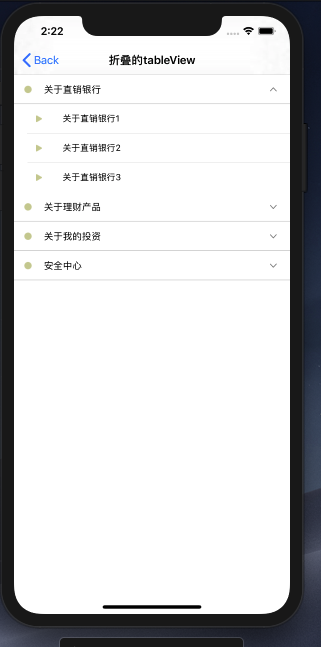 2:22
Back
折叠的tableView
关于直销银行
关于直销银行1
关于直销银行2
关于直销银行3
关于理财产品
关于我的投资
安全中心